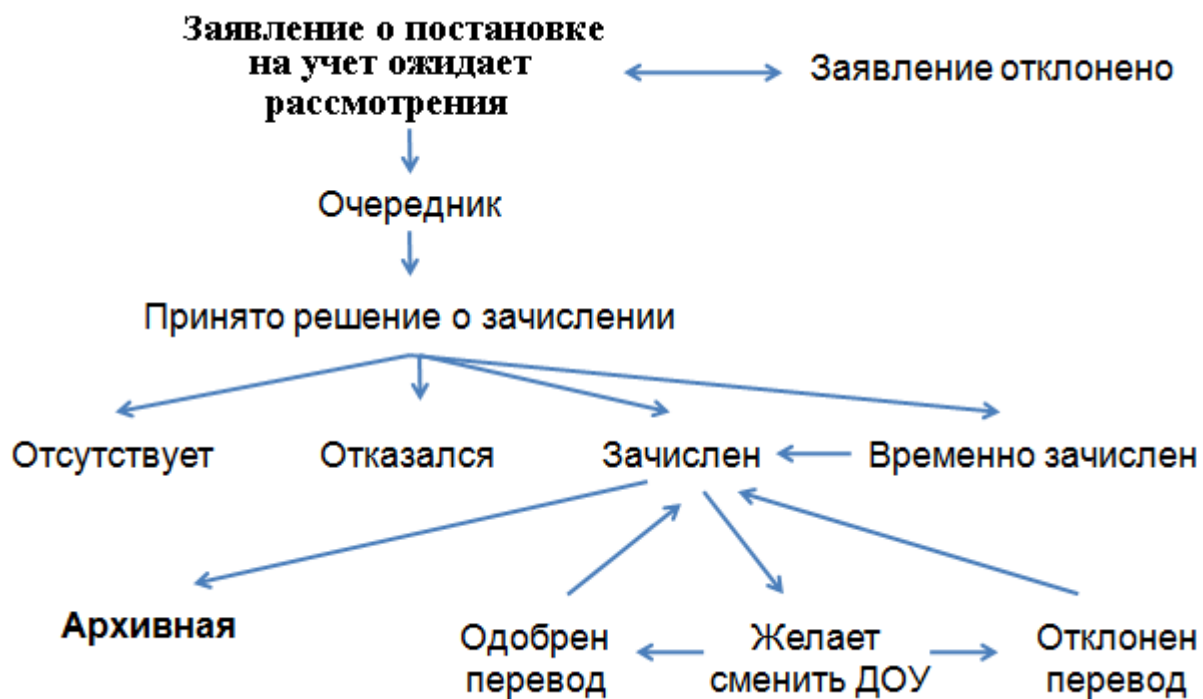 Заявление о постановке
на учет ожидает
рассмотрения
Заявление отклонено
Очередник
Принято решение о зачислении
Отсутствует
Отказался
Зачислен
Временно зачислен
Архивная
Одобрен
перевод
Желает
сменить ДОУ
Отклонен
перевод